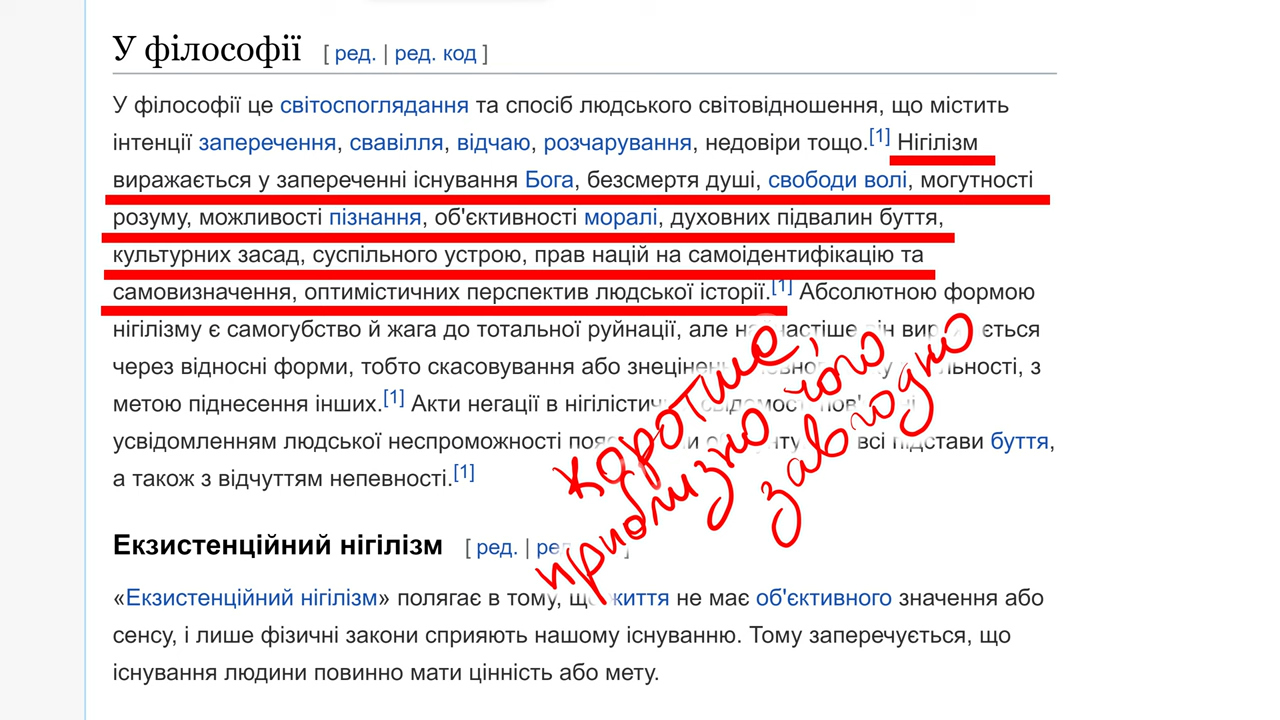 У філософії [ ред. | ред. код ]
У філософії це світоспоглядання та спосіб людського світовідношення, що містить
інтенції заперечення, свавілля, відчаю, розчарування, недовіри тощо.[1] Нігілізм
виражається у запереченні існування Бога, безсмертя душі, свободи волі, могутності
розуму, можливості пізнання, об'єктивності моралі, духовних підвалин буття,
культурних засад, суспільного устрою, прав націй на самоідентифікацію та
самовизначення, оптимістичних перспектив людської історії.[1] Абсолютною формою
нігілізму є самогубство й жага до тотальної руйнації, але він
через відносні форми, тобто скасовування або з
метою піднесення інших.[1] Акти негації в
усвідомленням людської неспроможності всі підстави буття,
а також з відчуттям непевності.[1]
коротше,
приблизно чого
завгодно
Екзистенційний нігілізм [ ред. |
«Екзистенційний нігілізм» полягає в тому, життя не має об'єктивного значення або
сенсу, і лише фізичні закони сприяють нашому існуванню. Тому заперечується, що
існування людини повинно мати цінність або мету.